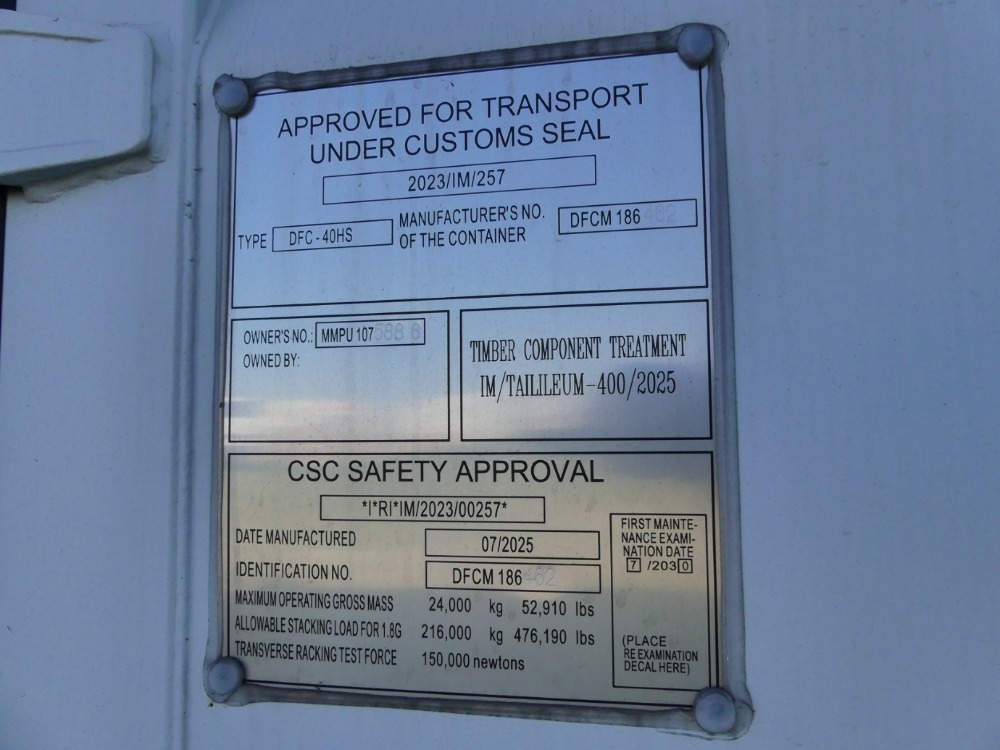 APPROVED FOR TRANSPORT
UNDER CUSTOMS SEAL
2023/IM/257
TYPE DFC - 40HS MANUFACTURER'S NO. OF THE CONTAINER DFCM 186462
OWNER'S NO.: MMPU 107588 6
OWNED BY:
TIMBER COMPONENT TREATMENT
IM/TAILILEUM-400/2025
CSC SAFETY APPROVAL
*I*RI*IM/2023/00257*
DATE MANUFACTURED 07/2025
IDENTIFICATION NO. DFCM 186462
MAXIMUM OPERATING GROSS MASS 24,000 kg 52,910 lbs
ALLOWABLE STACKING LOAD FOR 1.8G 216,000 kg 476,190 lbs
TRANSVERSE RACKING TEST FORCE 150,000 newtons
FIRST MAINTE-
NANCE EXAMI-
NATION DATE
7 /2030
(PLACE
RE EXAMINATION
DECAL HERE)